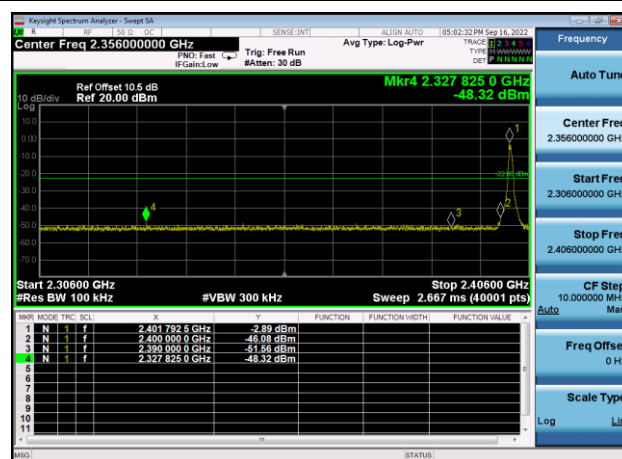 Keysight Spectrum Analyzer - Swept SA
R RF 50 Ω DC SENSE:INT ALIGN AUTO 05:02:32 PM Sep 16, 2022
Center Freq 2.356000000 GHz
PNO: Fast
IFGain:Low
Trig: Free Run
#Atten: 30 dB
Avg Type: Log-Pwr
TRACE 1 2 3 4 5 6
TYPE M WWWWW
DET P N N N N N
Frequency
Auto Tune
Center Freq
2.356000000 GHz
Start Freq
2.306000000 GHz
Stop Freq
2.406000000 GHz
CF Step
10.000000 MHz
Auto Man
Freq Offset
0 Hz
Scale Type
Log Lin
Mkr4 2.327 825 0 GHz
-48.32 dBm
Ref Offset 10.5 dB
10 dB/div Ref 20.00 dBm
Log
10.0
0.00
-10.0
-20.0
-30.0
-40.0
-50.0
-60.0
-70.0
1
2
3
4
Start 2.30600 GHz Stop 2.40600 GHz
#Res BW 100 kHz #VBW 300 kHz Sweep 2.667 ms (40001 pts)
MKR MODE TRC SCL X Y FUNCTION FUNCTION WIDTH FUNCTION VALUE
1 N 1 f 2.401 792 5 GHz -2.89 dBm
2 N 1 f 2.400 000 0 GHz -46.08 dBm
3 N 1 f 2.390 000 0 GHz -51.56 dBm
4 N 1 f 2.327 825 0 GHz -48.32 dBm
5
6
7
8
9
10
11
MSG STATUS